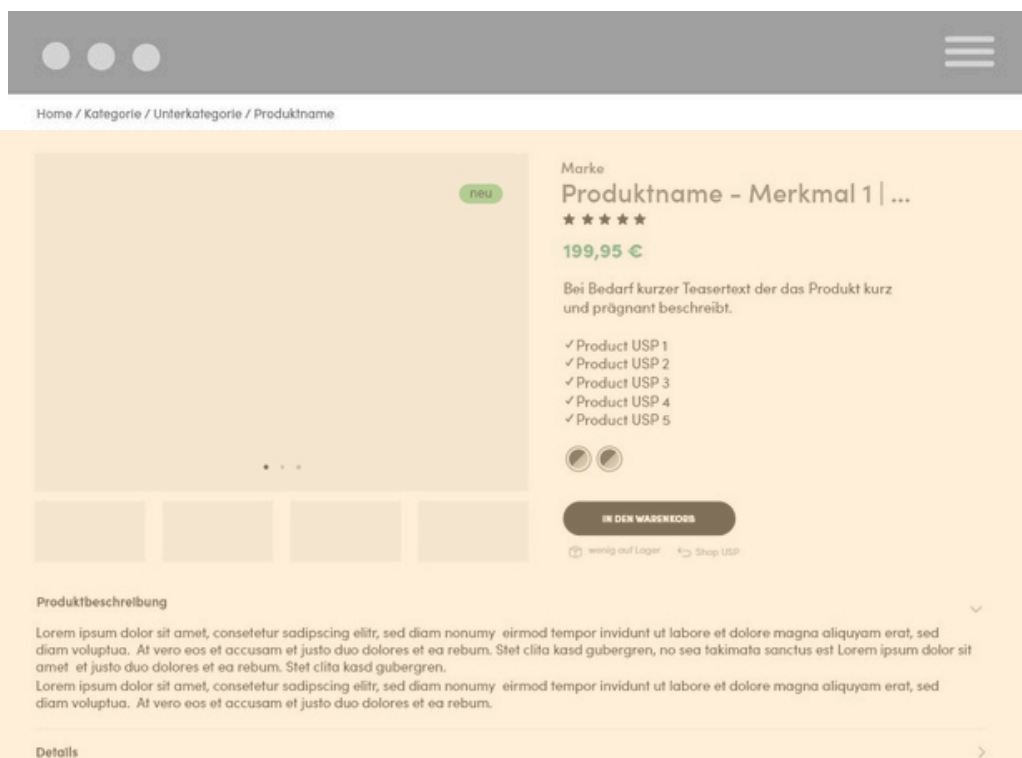 Home / Kategorie / Unterkategorie / Produktname
neu
Marke
Produktname - Merkmal 1 | ...
199,95 €
Bei Bedarf kurzer Teasertext der das Produkt kurz
und prägnant beschreibt.
✓ Product USP 1
✓ Product USP 2
✓ Product USP 3
✓ Product USP 4
✓ Product USP 5
IN DEN WARENKORB
wenig auf Lager
Shop USP
Produktbeschreibung
Lorem ipsum dolor sit amet, consetetur sadipscing elitr, sed diam nonumy eirmod tempor invidunt ut labore et dolore magna aliquyam erat, sed
diam voluptua. At vero eos et accusam et justo duo dolores et ea rebum. Stet clita kasd gubergren, no sea takimata sanctus est Lorem ipsum dolor sit
amet et justo duo dolores et ea rebum. Stet clita kasd gubergren.
Lorem ipsum dolor sit amet, consetetur sadipscing elitr, sed diam nonumy eirmod tempor invidunt ut labore et dolore magna aliquyam erat, sed
diam voluptua. At vero eos et accusam et justo duo dolores et ea rebum.
Details